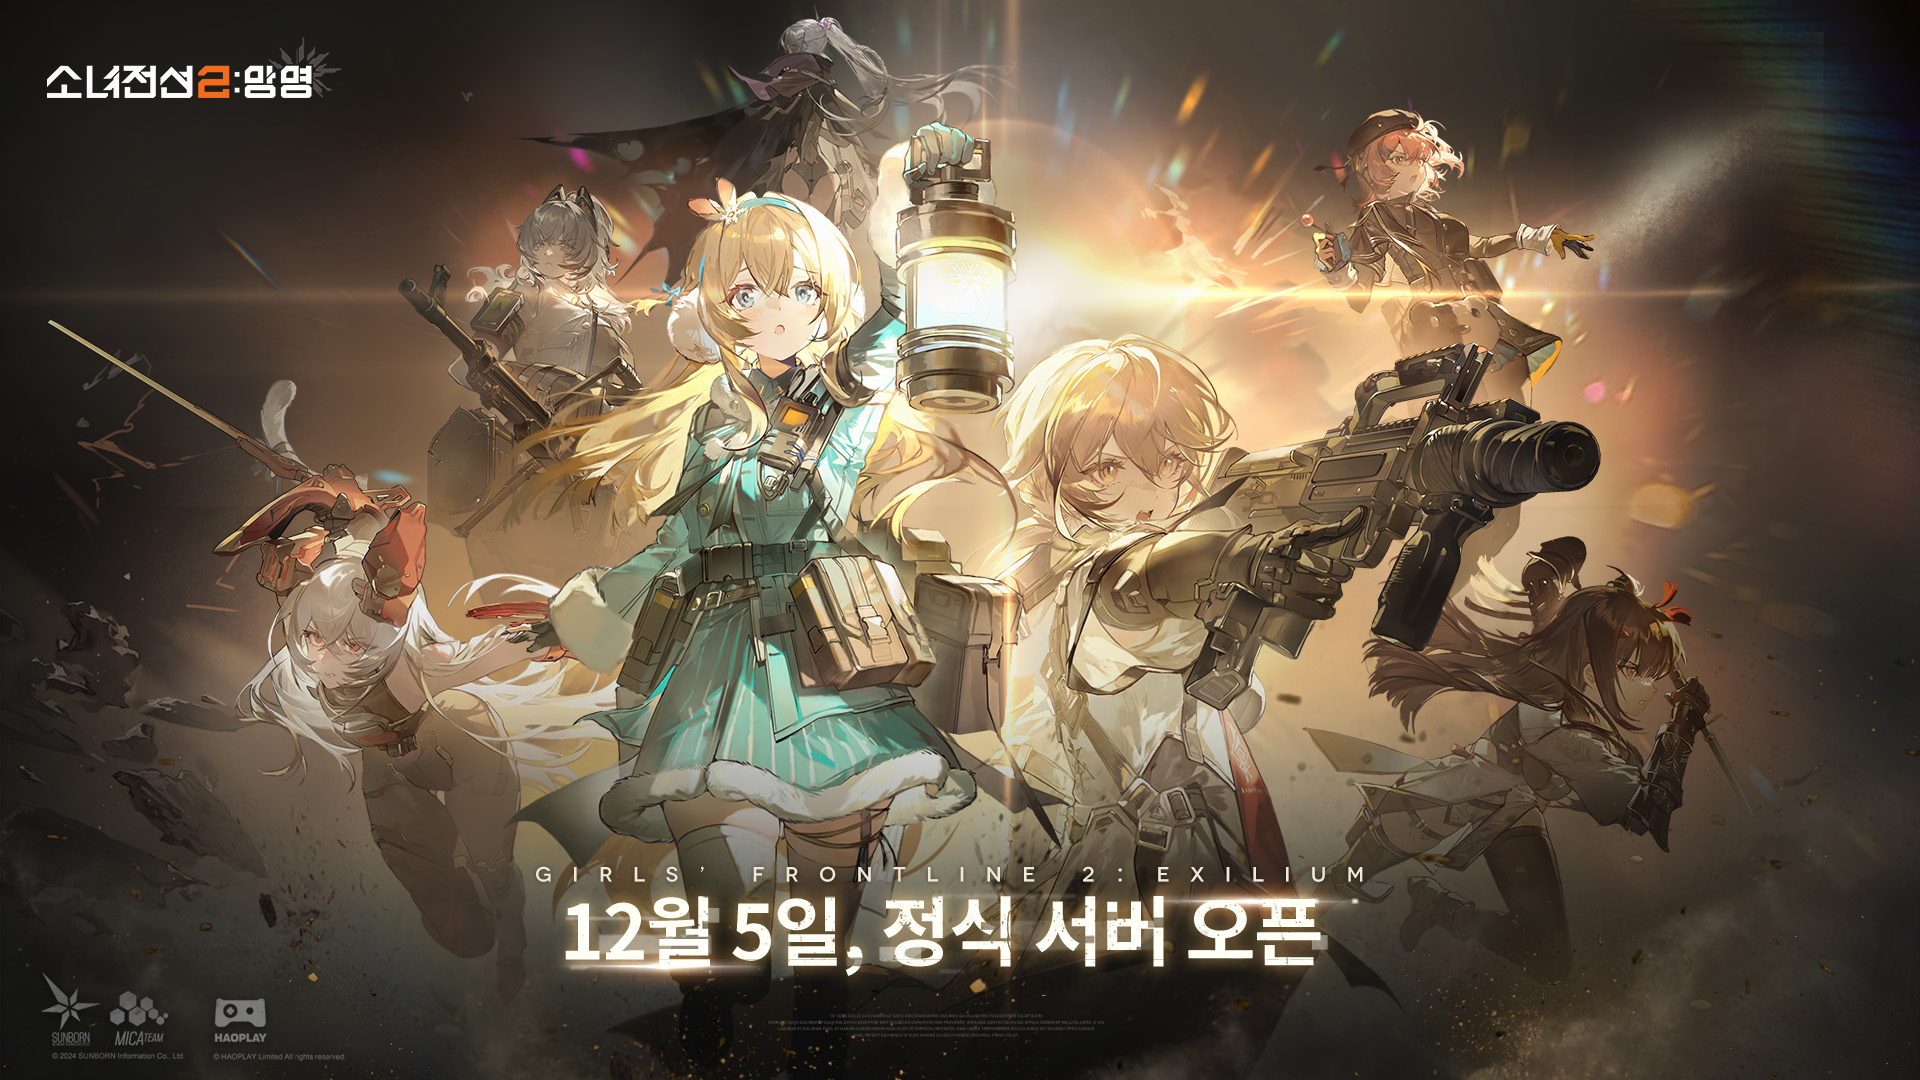 소녀전선2:망명
GIRLS' FRONTLINE 2: EXILIUM
12월 5일, 정식 서버 오픈
SUNBORN
MICATEAM
HAOPLAY
© 2024 SUNBORN Information Co., Ltd
© HAOPLAY Limited All rights reserved.